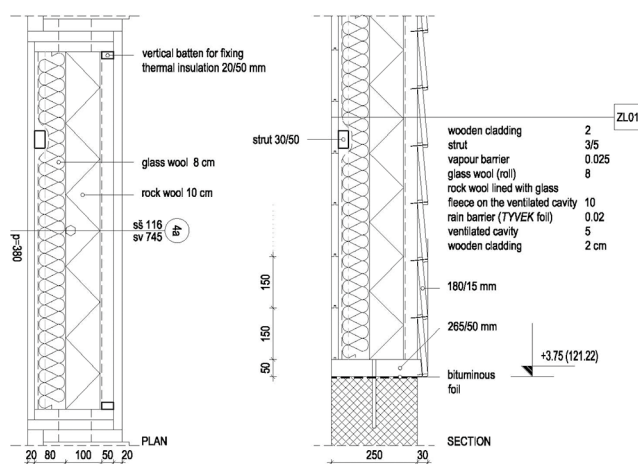 vertical batten for fixing
thermal insulation 20/50 mm
glass wool 8 cm
rock wool 10 cm
sš 116
sv 745
4a
p=380
PLAN
20 80 100 50 20
strut 30/50
ZL01
wooden cladding 2
strut 3/5
vapour barrier 0.025
glass wool (roll) 8
rock wool lined with glass
fleece on the ventilated cavity 10
rain barrier (TYVEK foil) 0.02
ventilated cavity 5
wooden cladding 2 cm
150
150
50
180/15 mm
265/50 mm
+3.75 (121.22)
bituminous
foil
SECTION
250 30